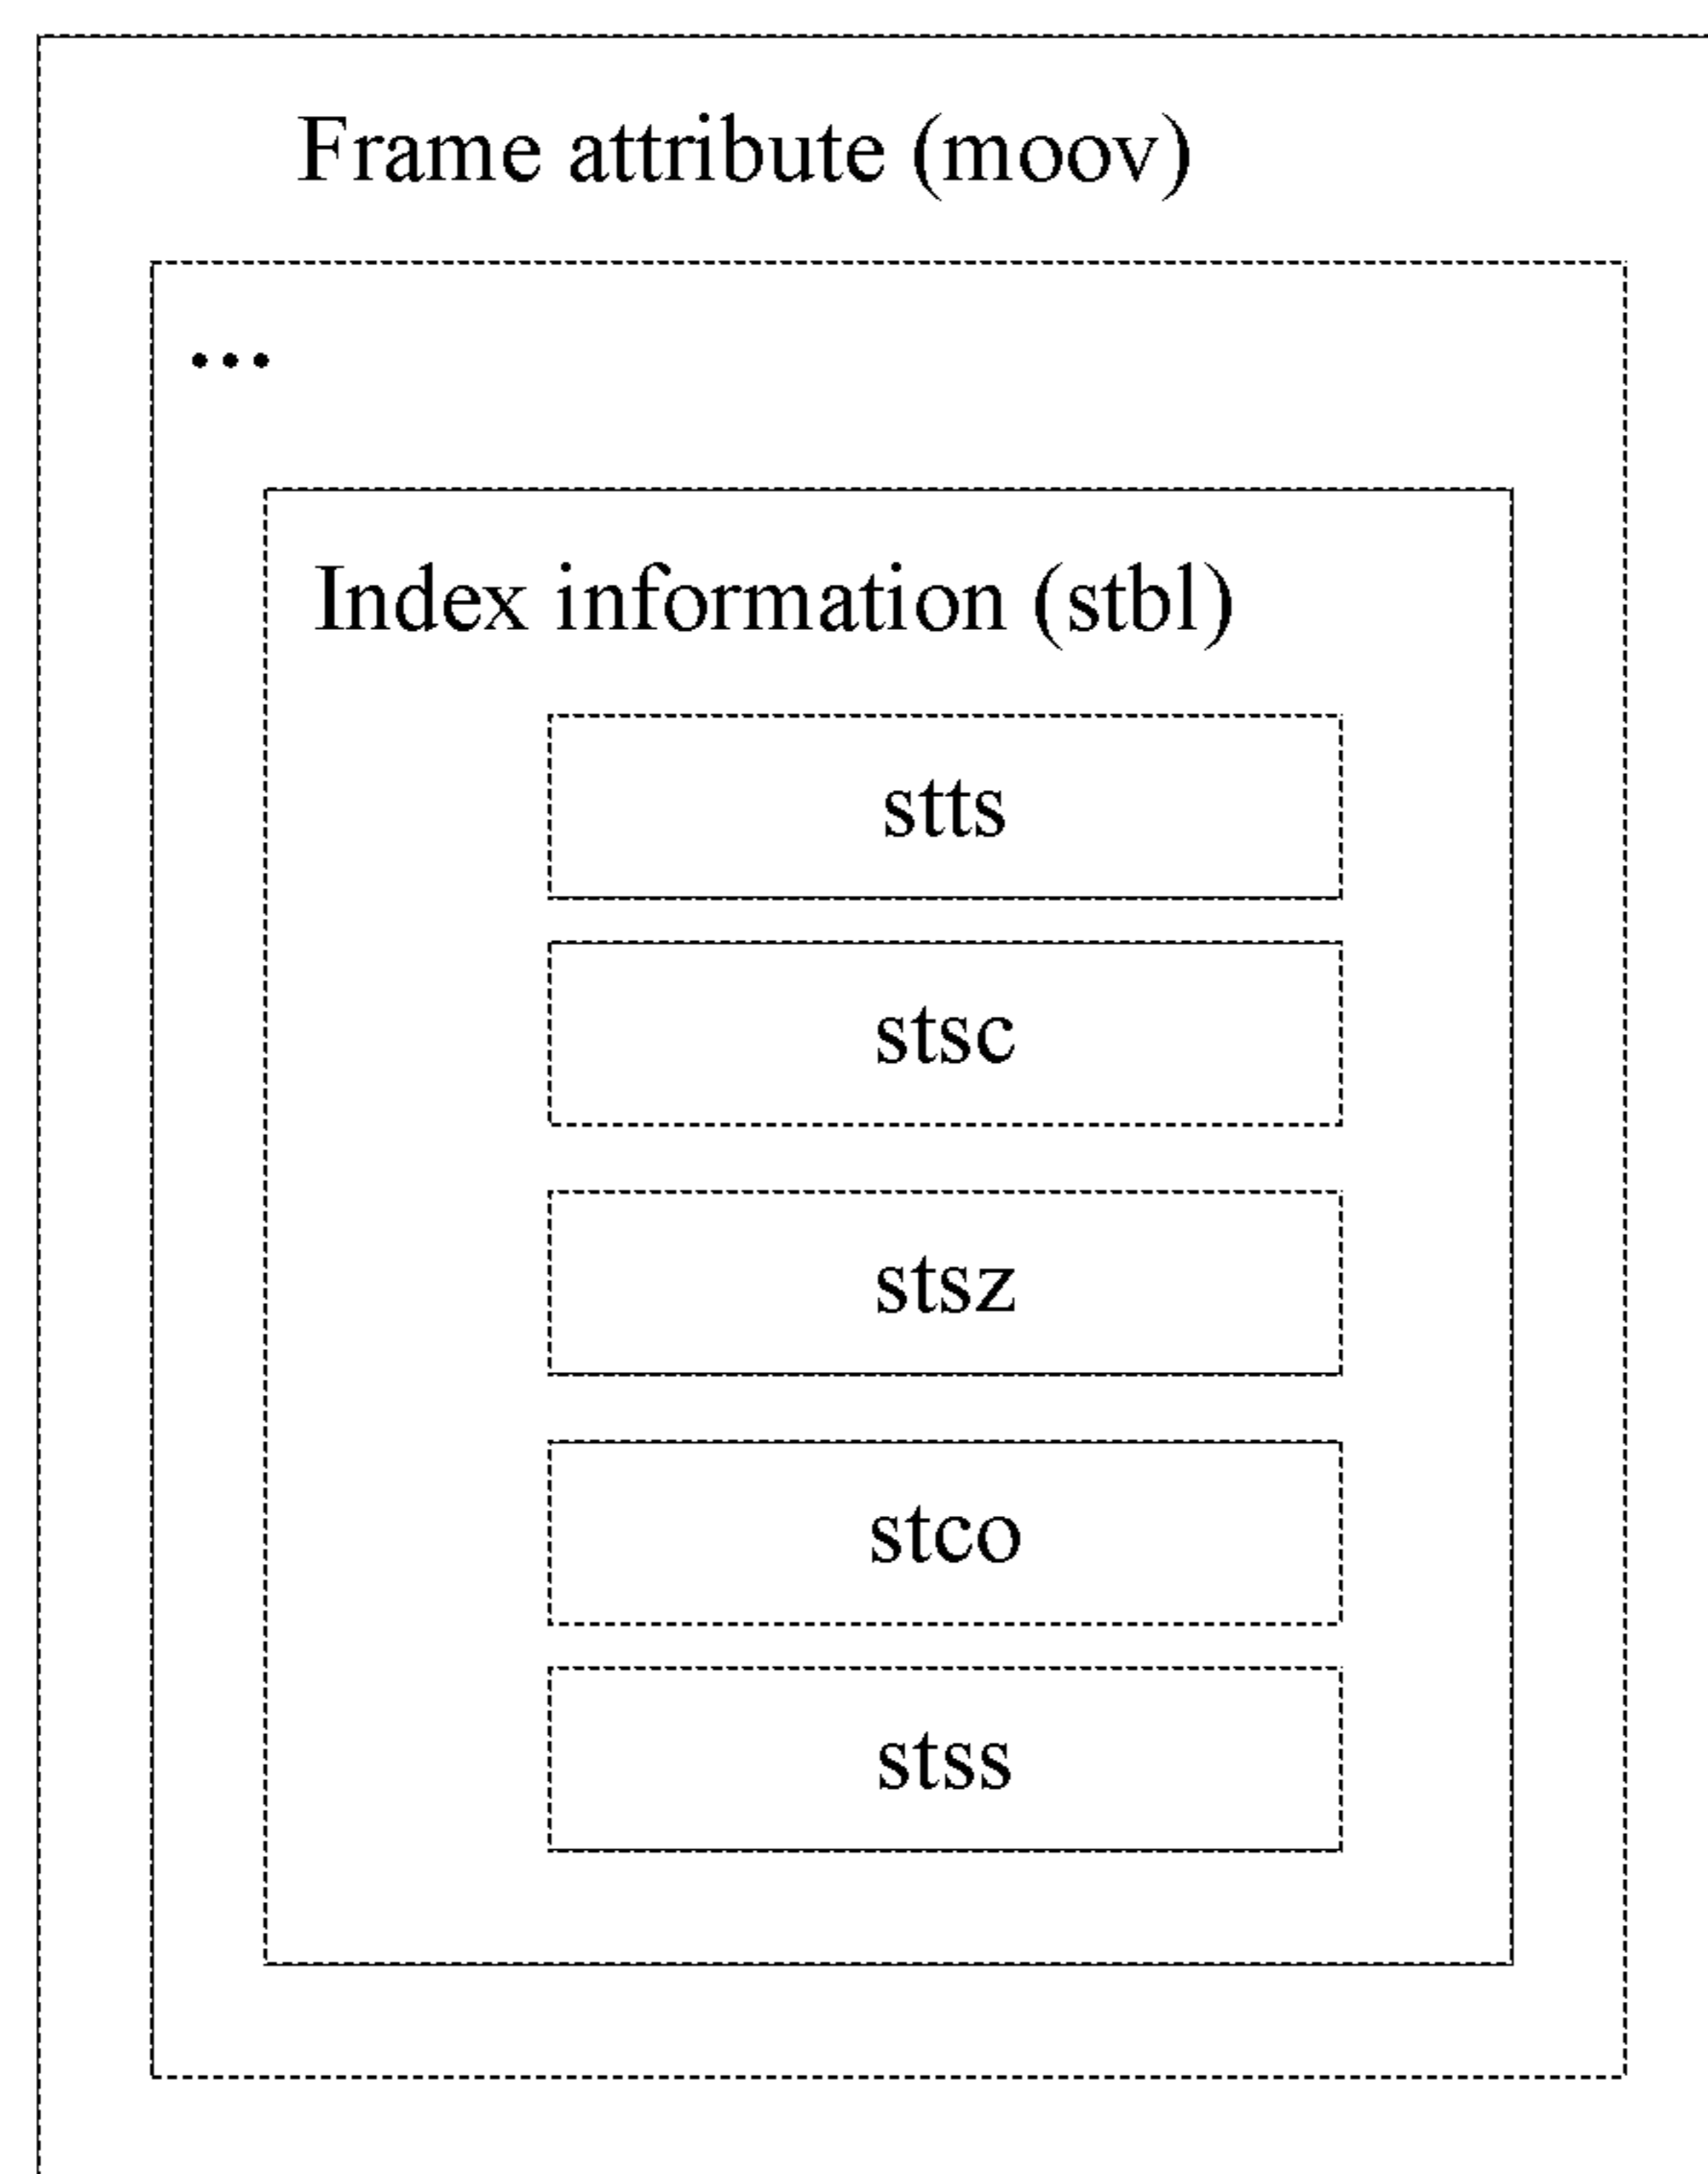 Frame attribute (moov)
...
Index information (stbl)
stts
stsc
stsz
stco
stss